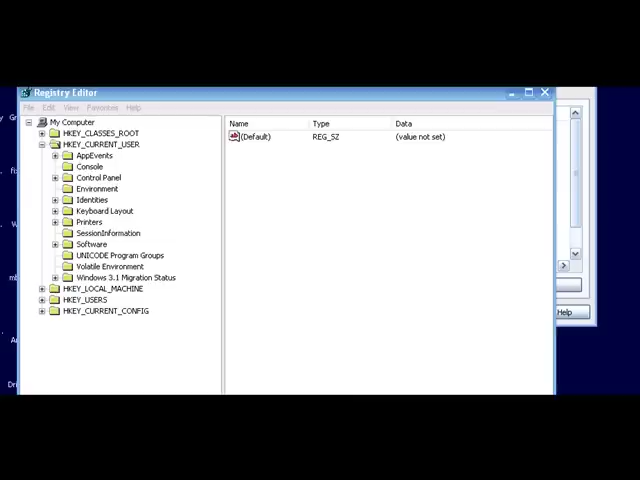 Registry Editor
File Edit View Favorites Help
My Computer
HKEY_CLASSES_ROOT
HKEY_CURRENT_USER
AppEvents
Console
Control Panel
Environment
Identities
Keyboard Layout
Printers
SessionInformation
Software
UNICODE Program Groups
Volatile Environment
Windows 3.1 Migration Status
HKEY_LOCAL_MACHINE
HKEY_USERS
HKEY_CURRENT_CONFIG
Name Type Data
(Default) REG_SZ (value not set)
Help